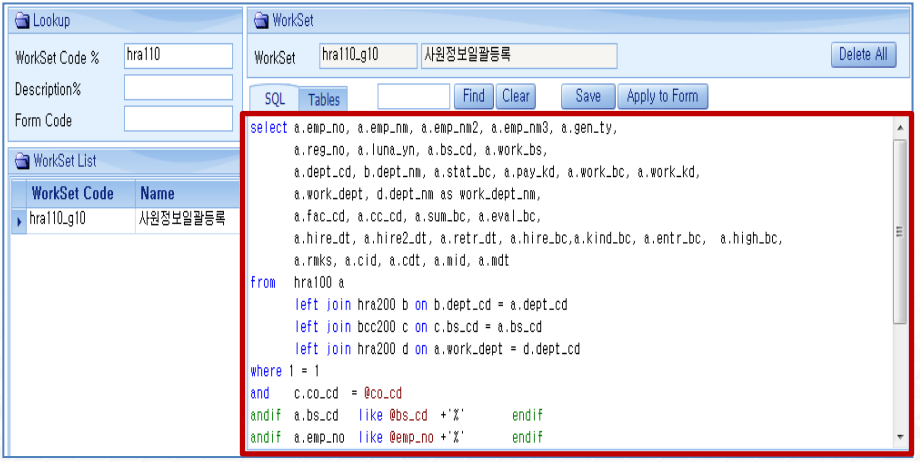 Lookup
WorkSet Code % hra110
Description%
Form Code
WorkSet List
WorkSet Code Name
hra110_g10 사원정보일괄등록
WorkSet
WorkSet hra110_g10 사원정보일괄등록 Delete All
SQL Tables Find Clear Save Apply to Form
select a.emp_no, a.emp_nm, a.emp_nm2, a.emp_nm3, a.gen_ty,
a.reg_no, a.luna_yn, a.bs_cd, a.work_bs,
a.dept_cd, b.dept_nm, a.stat_bc, a.pay_kd, a.work_bc, a.work_kd,
a.work_dept, d.dept_nm as work_dept_nm,
a.fac_cd, a.cc_cd, a.sum_bc, a.eval_bc,
a.hire_dt, a.hire2_dt, a.retr_dt, a.hire_bc,a.kind_bc, a.entr_bc, a.high_bc,
a.rmks, a.cid, a.cdt, a.mid, a.mdt
from hra100 a
left join hra200 b on b.dept_cd = a.dept_cd
left join bcc200 c on c.bs_cd = a.bs_cd
left join hra200 d on a.work_dept = d.dept_cd
where 1 = 1
and c.co_cd = @co_cd
andif a.bs_cd like @bs_cd +'%' endif
andif a.emp_no like @emp_no +'%' endif